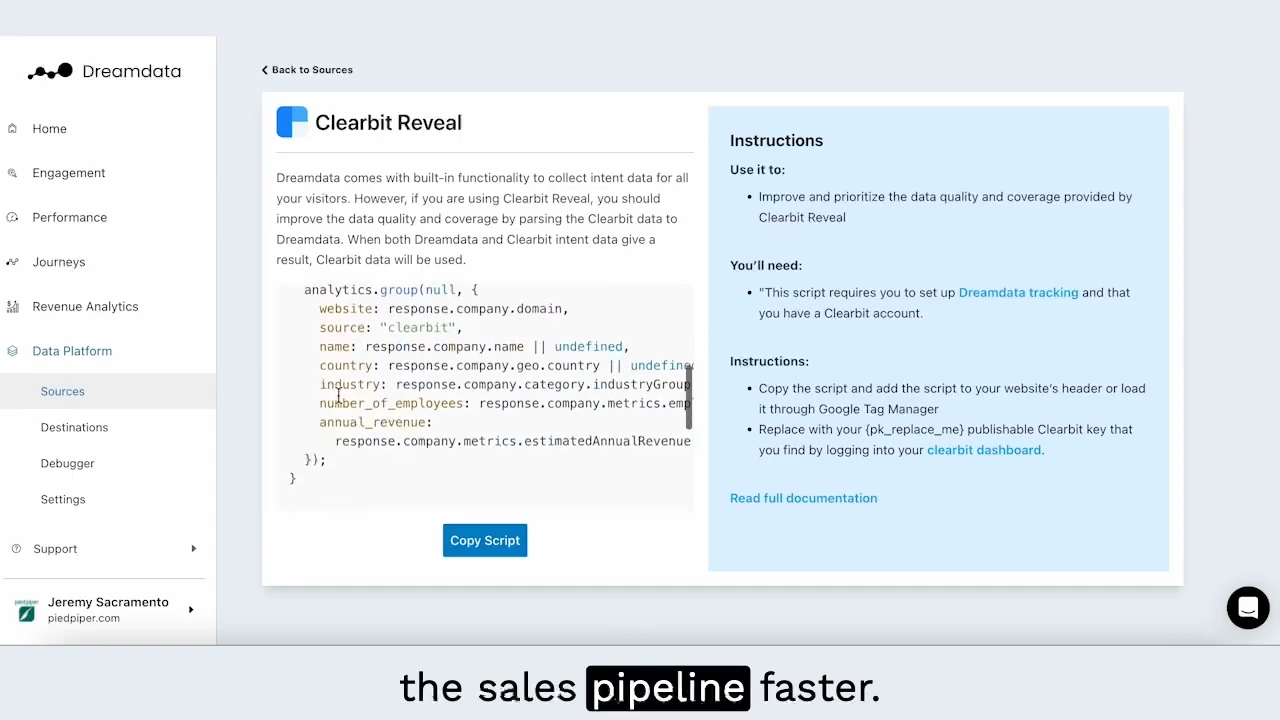 Dreamdata
Home
Engagement
Performance
Journeys
Revenue Analytics
Data Platform
Sources
Destinations
Debugger
Settings
Support
Jeremy Sacramento
piedpiper.com
Back to Sources
Clearbit Reveal
Dreamdata comes with built-in functionality to collect intent data for all
your visitors. However, if you are using Clearbit Reveal, you should
improve the data quality and coverage by parsing the Clearbit data to
Dreamdata. When both Dreamdata and Clearbit intent data give a
result, Clearbit data will be used.
analytics.group(null, {
website: response.company.domain,
source: "clearbit",
name: response.company.name || undefined,
country: response.company.geo.country || undefined
industry: response.company.category.industryGroup
number_of_employees: response.company.metrics.emp
annual_revenue:
response.company.metrics.estimatedAnnualRevenue
});
}
Copy Script
Instructions
Use it to:
• Improve and prioritize the data quality and coverage provided by
Clearbit Reveal
You'll need:
• "This script requires you to set up Dreamdata tracking and that
you have a Clearbit account.
Instructions:
• Copy the script and add the script to your website's header or load
it through Google Tag Manager
• Replace with your {pk_replace_me} publishable Clearbit key that
you find by logging into your clearbit dashboard.
Read full documentation
the sales pipeline faster.